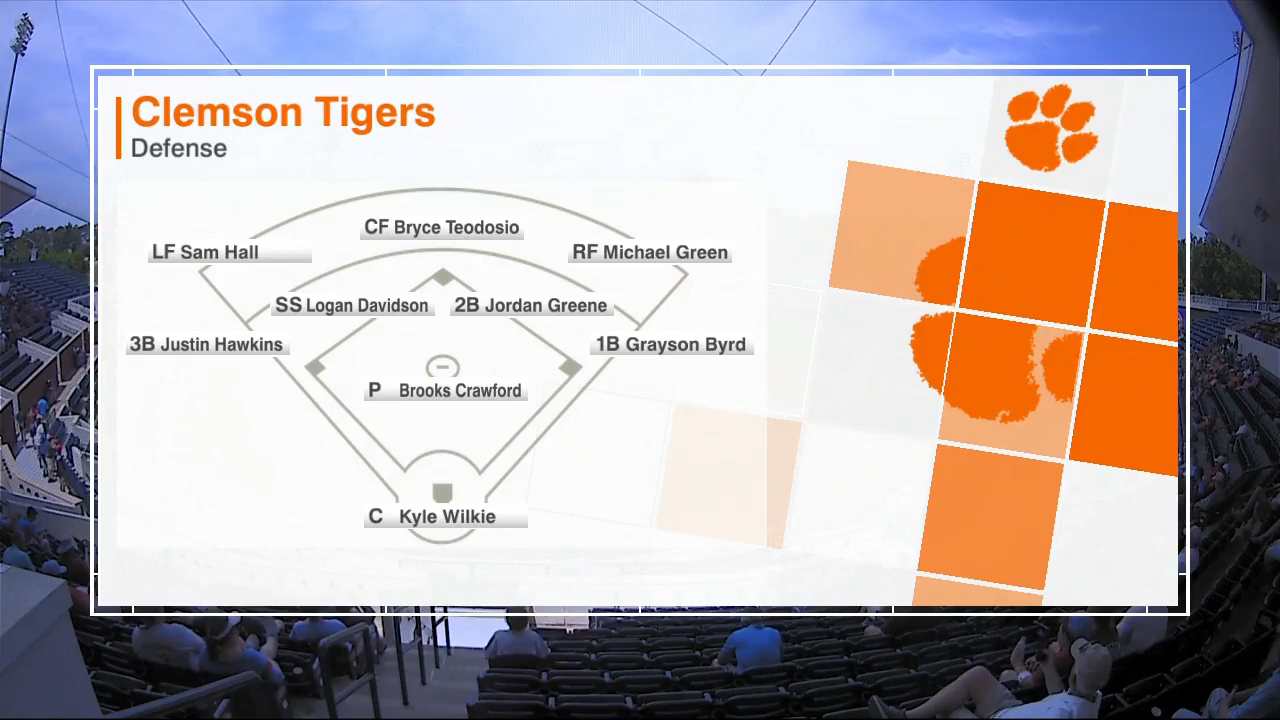 Clemson Tigers
Defense
CF Bryce Teodosio
LF Sam Hall
RF Michael Green
SS Logan Davidson
2B Jordan Greene
3B Justin Hawkins
1B Grayson Byrd
P Brooks Crawford
C Kyle Wilkie